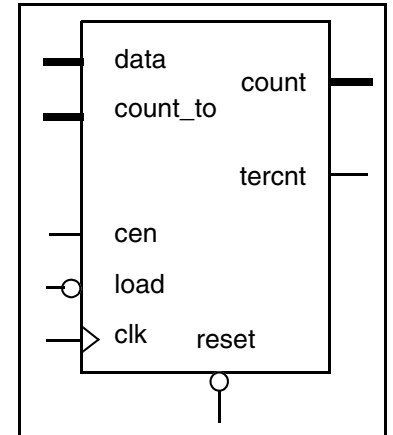 data
count
count_to
tercnt
cen
load
clk
reset